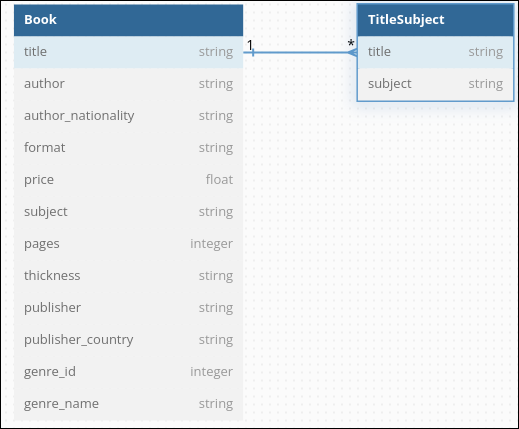 Book
title string
author string
author_nationality string
format string
price float
subject string
pages integer
thickness stirng
publisher string
publisher_country string
genre_id integer
genre_name string
1 *
TitleSubject
title string
subject string